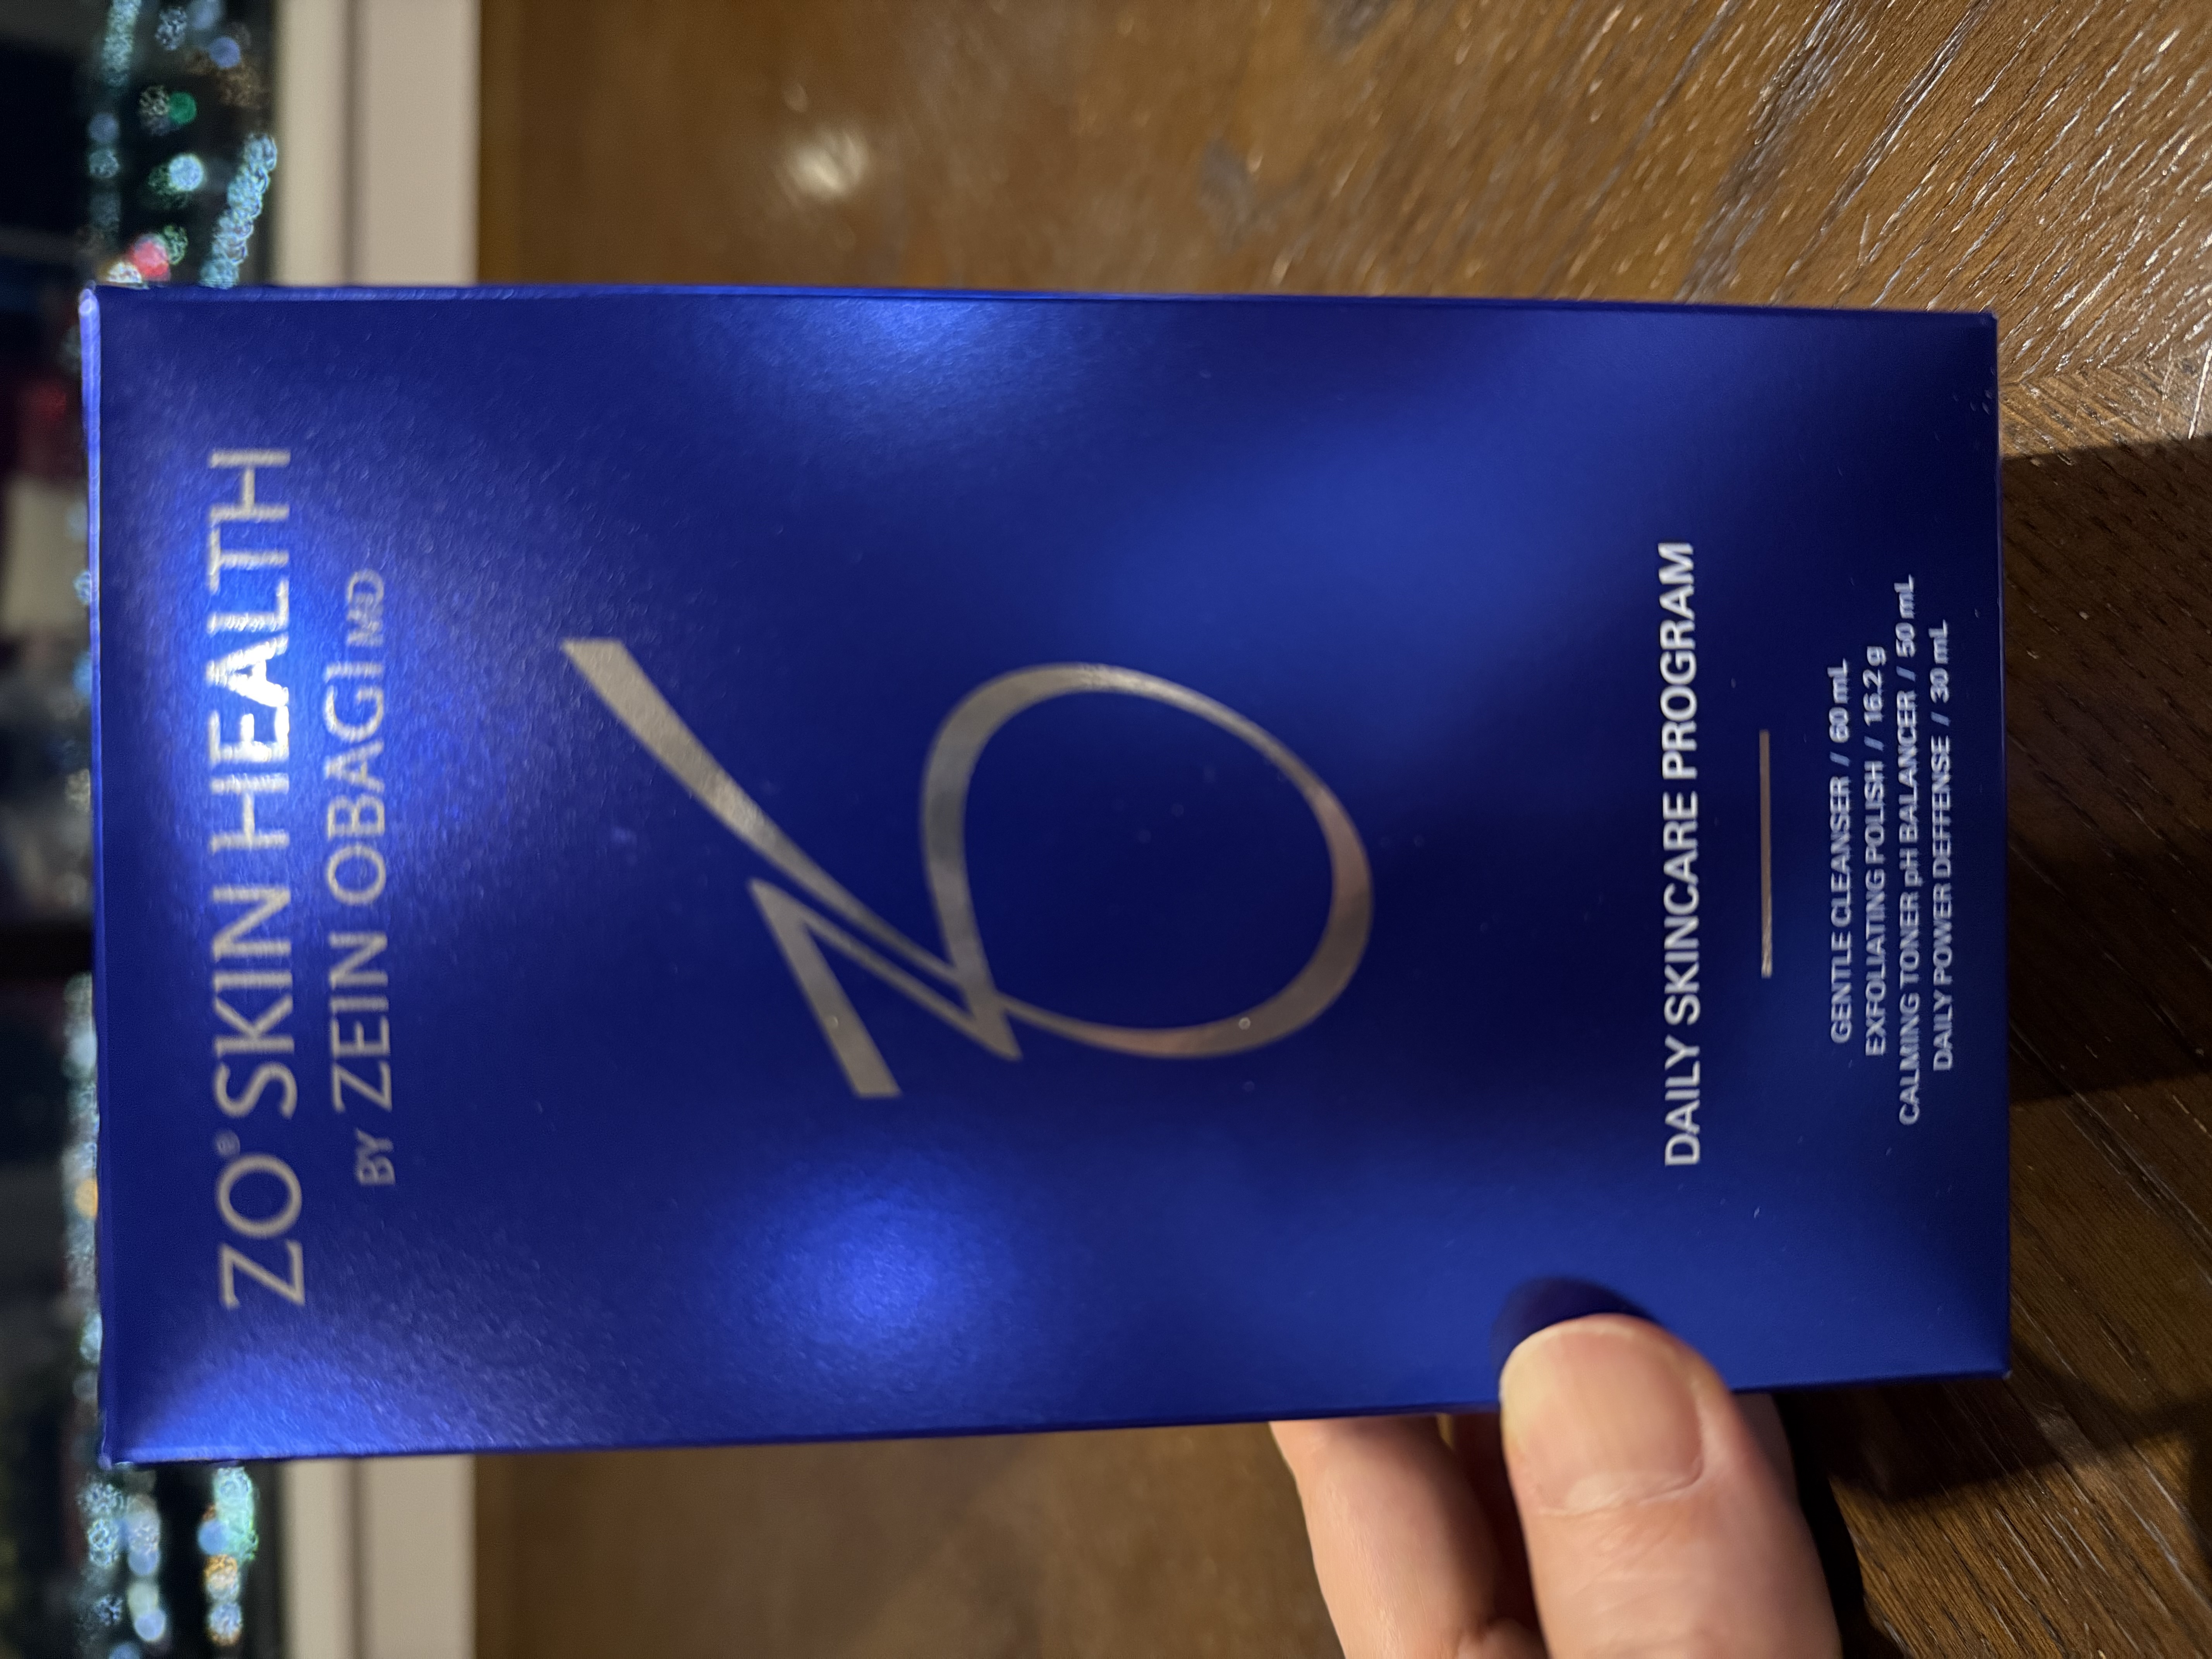 ZO® SKIN HEALTH
BY ZEIN OBAGI MD
ZO
DAILY SKINCARE PROGRAM
GENTLE CLEANSER / 60 mL
EXFOLIATING POLISH / 16.2 g
CALMING TONER pH BALANCER / 50 mL
DAILY POWER DEFFENSE / 30 mL